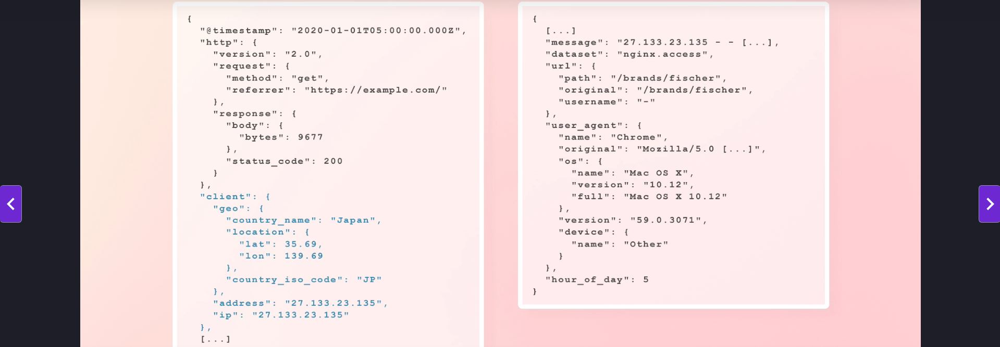 {
  "@timestamp": "2020-01-01T05:00:00.000Z",
  "http": {
    "version": "2.0",
    "request": {
      "method": "get",
      "referrer": "https://example.com/"
    },
    "response": {
      "body": {
        "bytes": 9677
      },
      "status_code": 200
    }
  },
  "client": {
    "geo": {
      "country_name": "Japan",
      "location": {
        "lat": 35.69,
        "lon": 139.69
      },
      "country_iso_code": "JP"
    },
    "address": "27.133.23.135",
    "ip": "27.133.23.135"
  },
  [...]
{
  [...]
  "message": "27.133.23.135 - - [...],
  "dataset": "nginx.access",
  "url": {
    "path": "/brands/fischer",
    "original": "/brands/fischer",
    "username": "-"
  },
  "user_agent": {
    "name": "Chrome",
    "original": "Mozilla/5.0 [...]",
    "os": {
      "name": "Mac OS X",
      "version": "10.12",
      "full": "Mac OS X 10.12"
    },
    "version": "59.0.3071",
    "device": {
      "name": "Other"
    }
  },
  "hour_of_day": 5
}